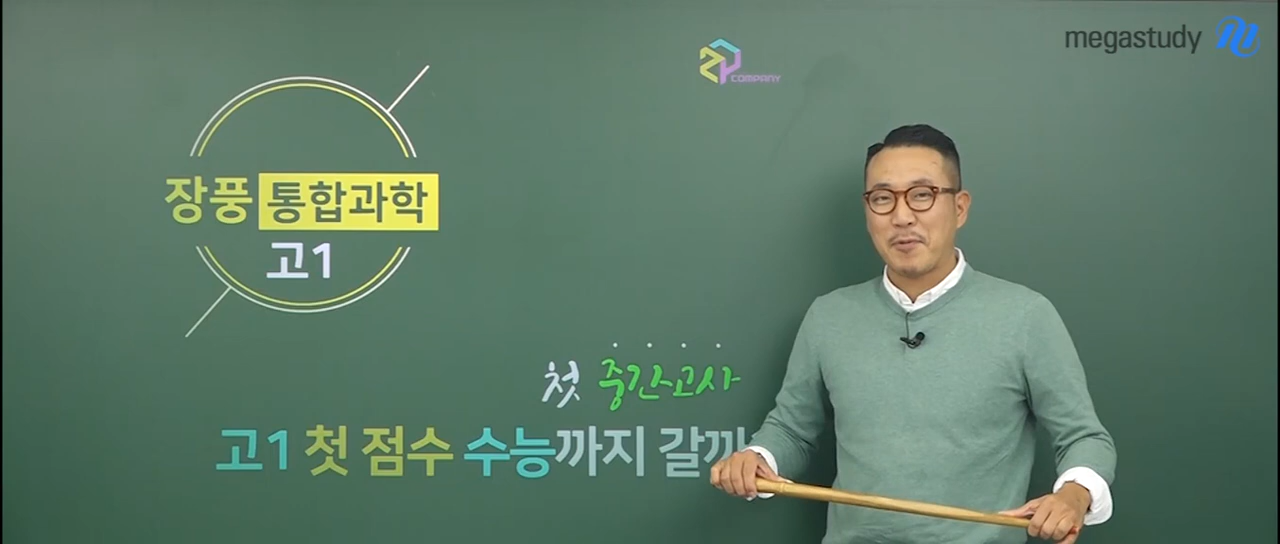 megastudy
ZP COMPANY
장풍 통합과학
고1
첫 중간고사
고1 첫 점수 수능까지 갈까